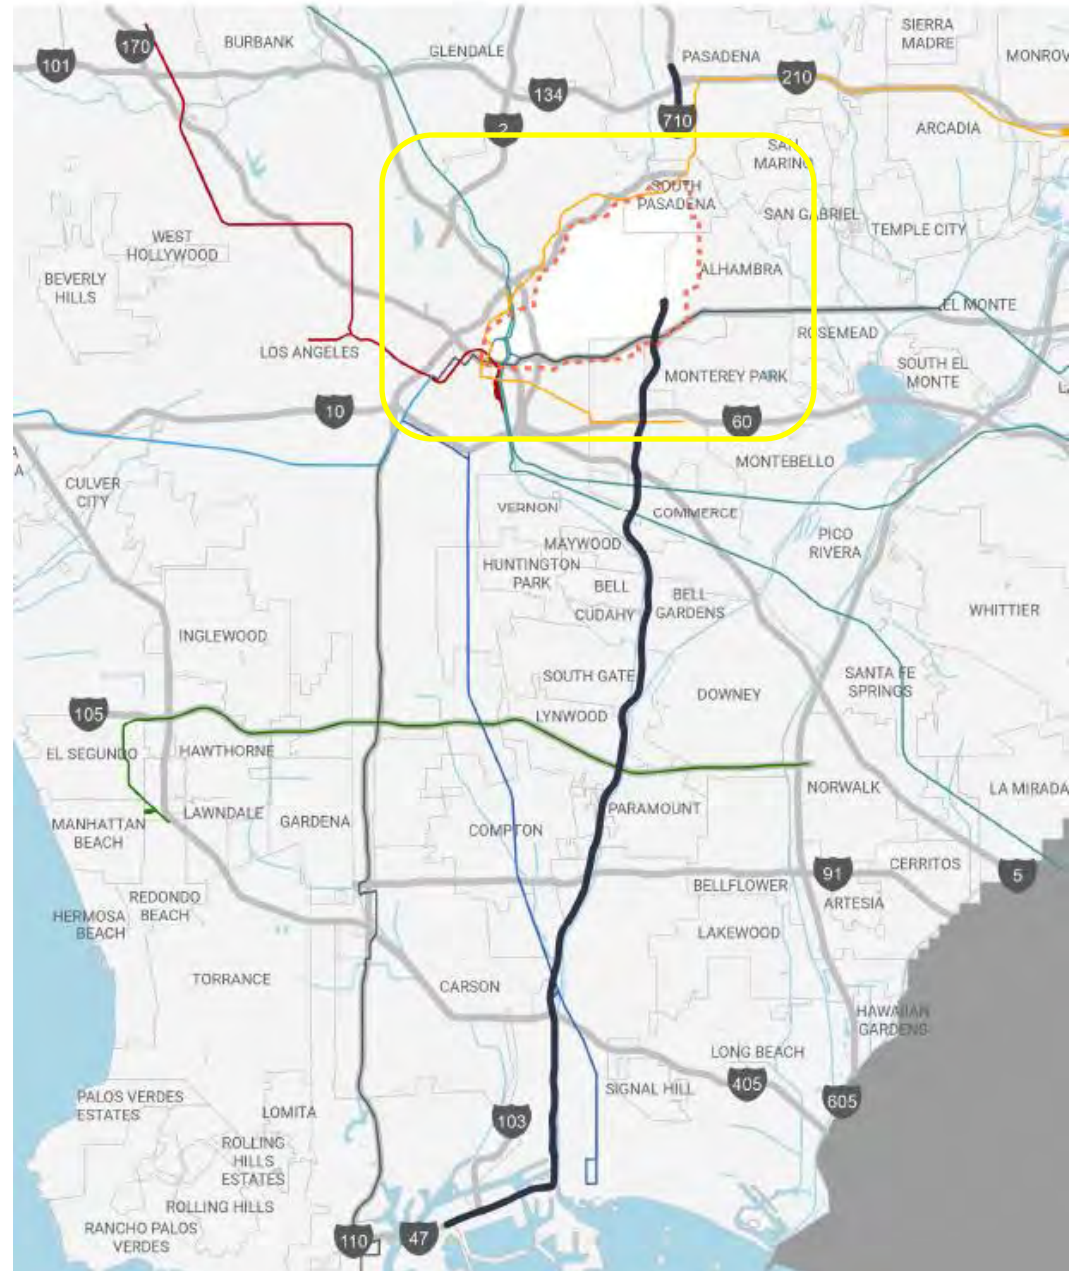 SIERRA
MADRE
170
BURBANK
GLENDALE
PASADENA
MONROV
101
210
134
710
2
ARCADIA
SAN
MARINO
SOUTH
PASADENA
SAN GABRIEL
TEMPLE CITY
WEST
HOLLYWOOD
BEVERLY
HILLS
ALHAMBRA
EL MONTE
ROSEMEAD
LOS ANGELES
SOUTH EL
MONTE
MONTEREY PARK
L
10
60
A
A
MONTEBELLO
CULVER
CITY
VERNON
COMMERCE
PICO
RIVERA
MAYWOOD
HUNTINGTON
PARK
BELL
BELL
GARDENS
CUDAHY
WHITTIER
INGLEWOOD
SOUTH GATE
SANTA FE
SPRINGS
DOWNEY
105
LYNWOOD
EL SEGUNDO
HAWTHORNE
NORWALK
LA MIRADA
LAWNDALE
GARDENA
PARAMOUNT
MANHATTAN
BEACH
COMPTON
CERRITOS
91
5
BELLFLOWER
ARTESIA
REDONDO
BEACH
HERMOSA
BEACH
LAKEWOOD
TORRANCE
CARSON
HAWAIIAN
GARDENS
LONG BEACH
405
SIGNAL HILL
605
PALOS VERDES
ESTATES
LOMITA
103
ROLLING
HILLS
ESTATES
ROLLING HILLS
RANCHO PALOS
VERDES
110
47